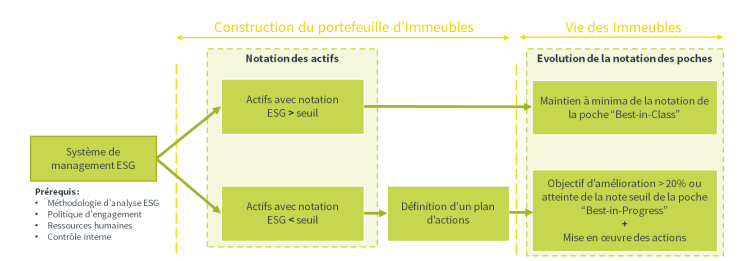 Construction du portefeuille d'Immeubles
Vie des Immeubles
Notation des actifs
Evolution de la notation des poches
Actifs avec notation
ESG > seuil
Maintien à minima de la notation de
la poche “Best-in-Class”
Système de
management ESG
Prérequis :
• Méthodologie d'analyse ESG
• Politique d'engagement
• Ressources humaines
• Contrôle interne
Actifs avec notation
ESG < seuil
Définition d'un plan
d'actions
Objectif d'amélioration > 20% ou
atteinte de la note seuil de la poche
“Best-in-Progress”
+
Mise en œuvre des actions